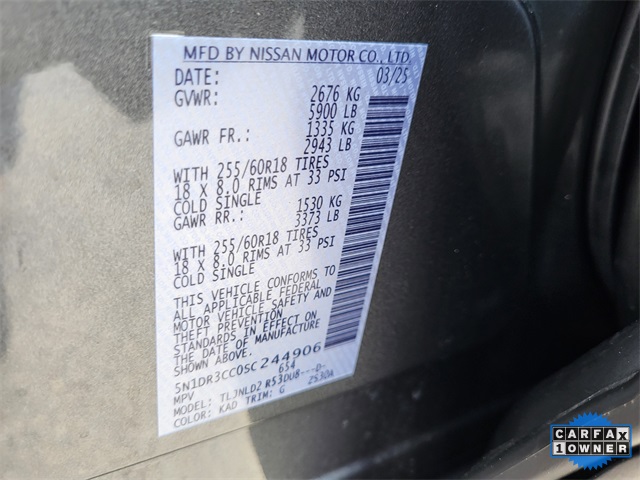 MFD BY NISSAN MOTOR CO., LTD.
DATE: 03/25
GVWR: 2676 KG
5900 LB
GAWR FR.: 1335 KG
2943 LB
WITH 255/60R18 TIRES
18 X 8.0 RIMS AT 33 PSI
COLD SINGLE
GAWR RR.: 1530 KG
3373 LB
WITH 255/60R18 TIRES
18 X 8.0 RIMS AT 33 PSI
COLD SINGLE
THIS VEHICLE CONFORMS TO
ALL APPLICABLE FEDERAL
MOTOR VEHICLE SAFETY AND
THEFT PREVENTION
STANDARDS IN EFFECT ON
THE DATE OF MANUFACTURE
SHOWN ABOVE.
5N1DR3CC0SC244906
MPV 654
MODEL: TLJNLD2 R53DU8---D-
COLOR: KAD TRIM: G 2530A
CARFAX
1 OWNER